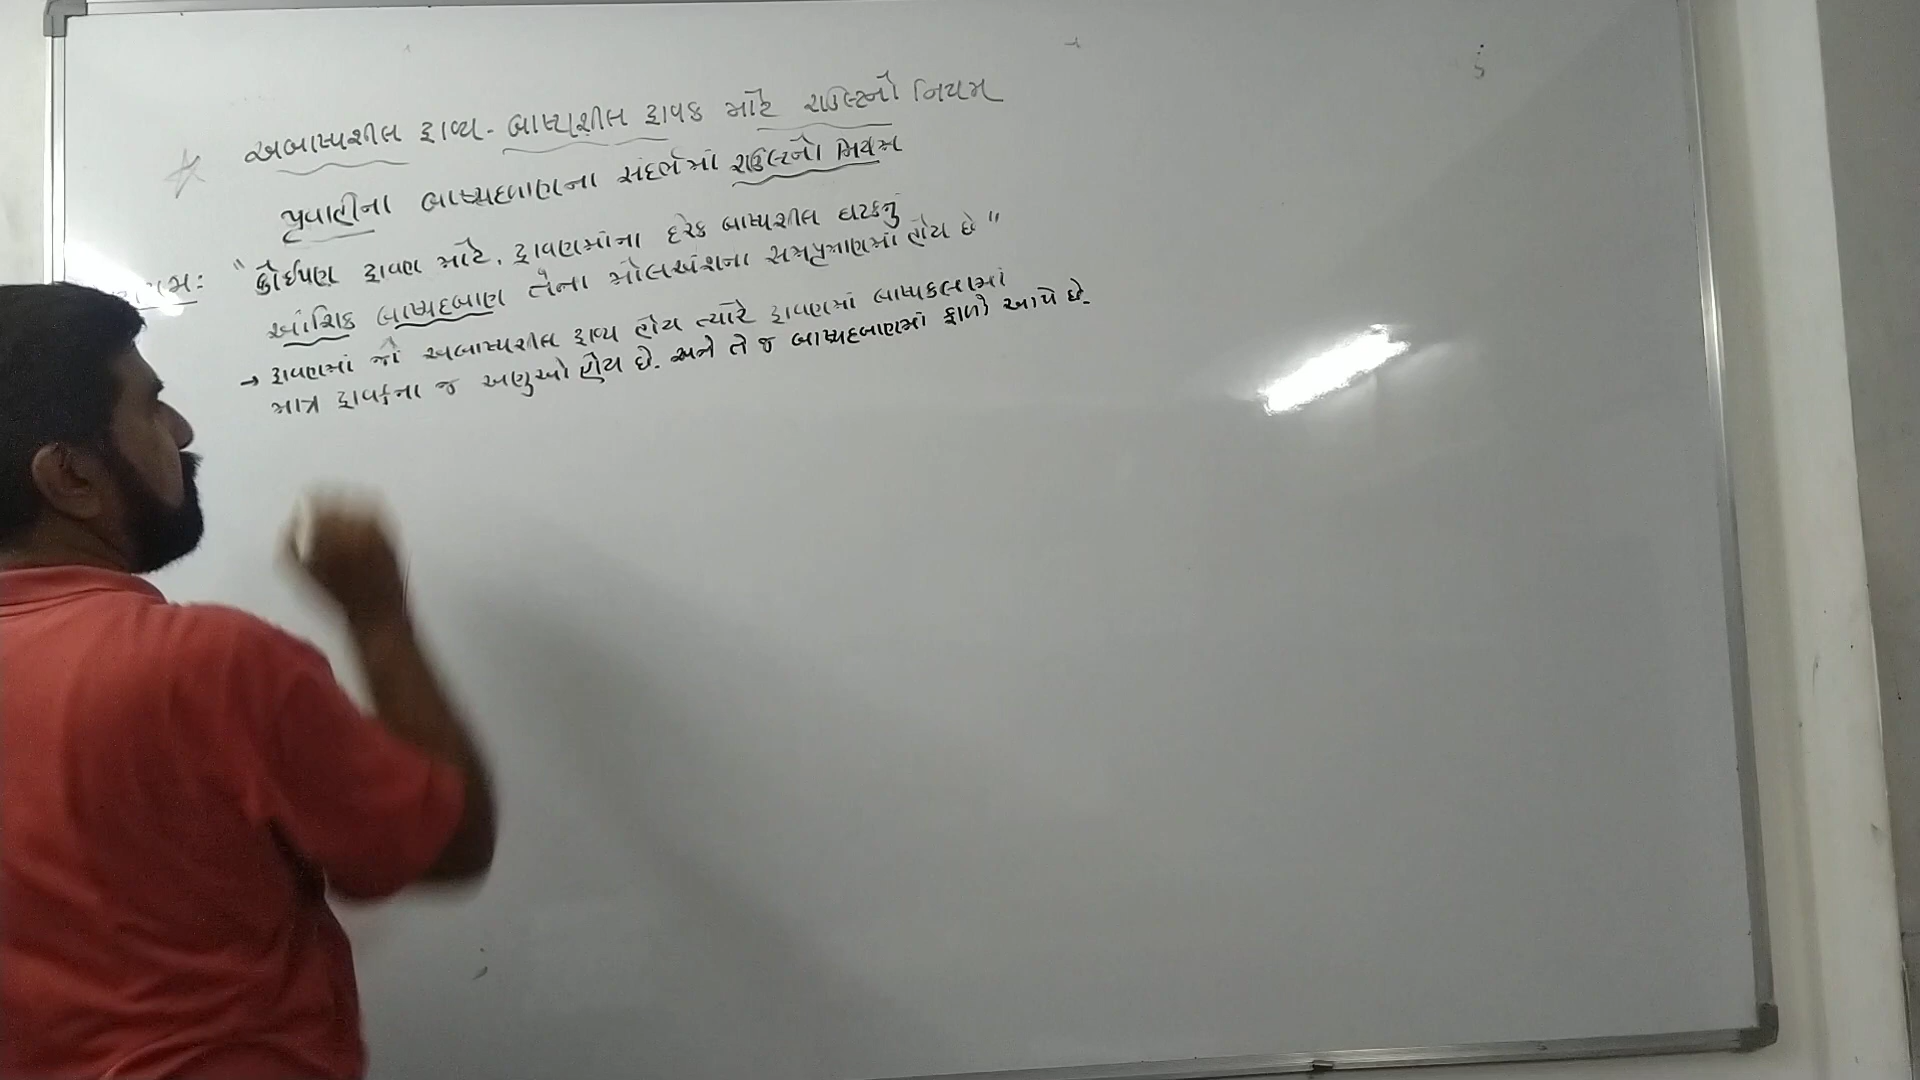 અબાષ્પશીલ દ્રાવ્ય - બાષ્પશીલ દ્રાવક માટે રાઉલ્ટનો નિયમ
પ્રવાહીના બાષ્પદબાણના સંદર્ભમાં રાઉલ્ટનો નિયમ
"કોઈપણ દ્રાવણ માટે, દ્રાવણમાંના દરેક બાષ્પશીલ ઘટકનું
આંશિક બાષ્પદબાણ તેના મોલઅંશના સમપ્રમાણમાં હોય છે"
→ દ્રાવણમાં જો અબાષ્પશીલ દ્રાવ્ય હોય ત્યારે દ્રાવણમાં બાષ્પકલામાં
માત્ર દ્રાવકના જ અણુઓ હોય છે. અને તે જ બાષ્પદબાણમાં ફાળો આપે છે.